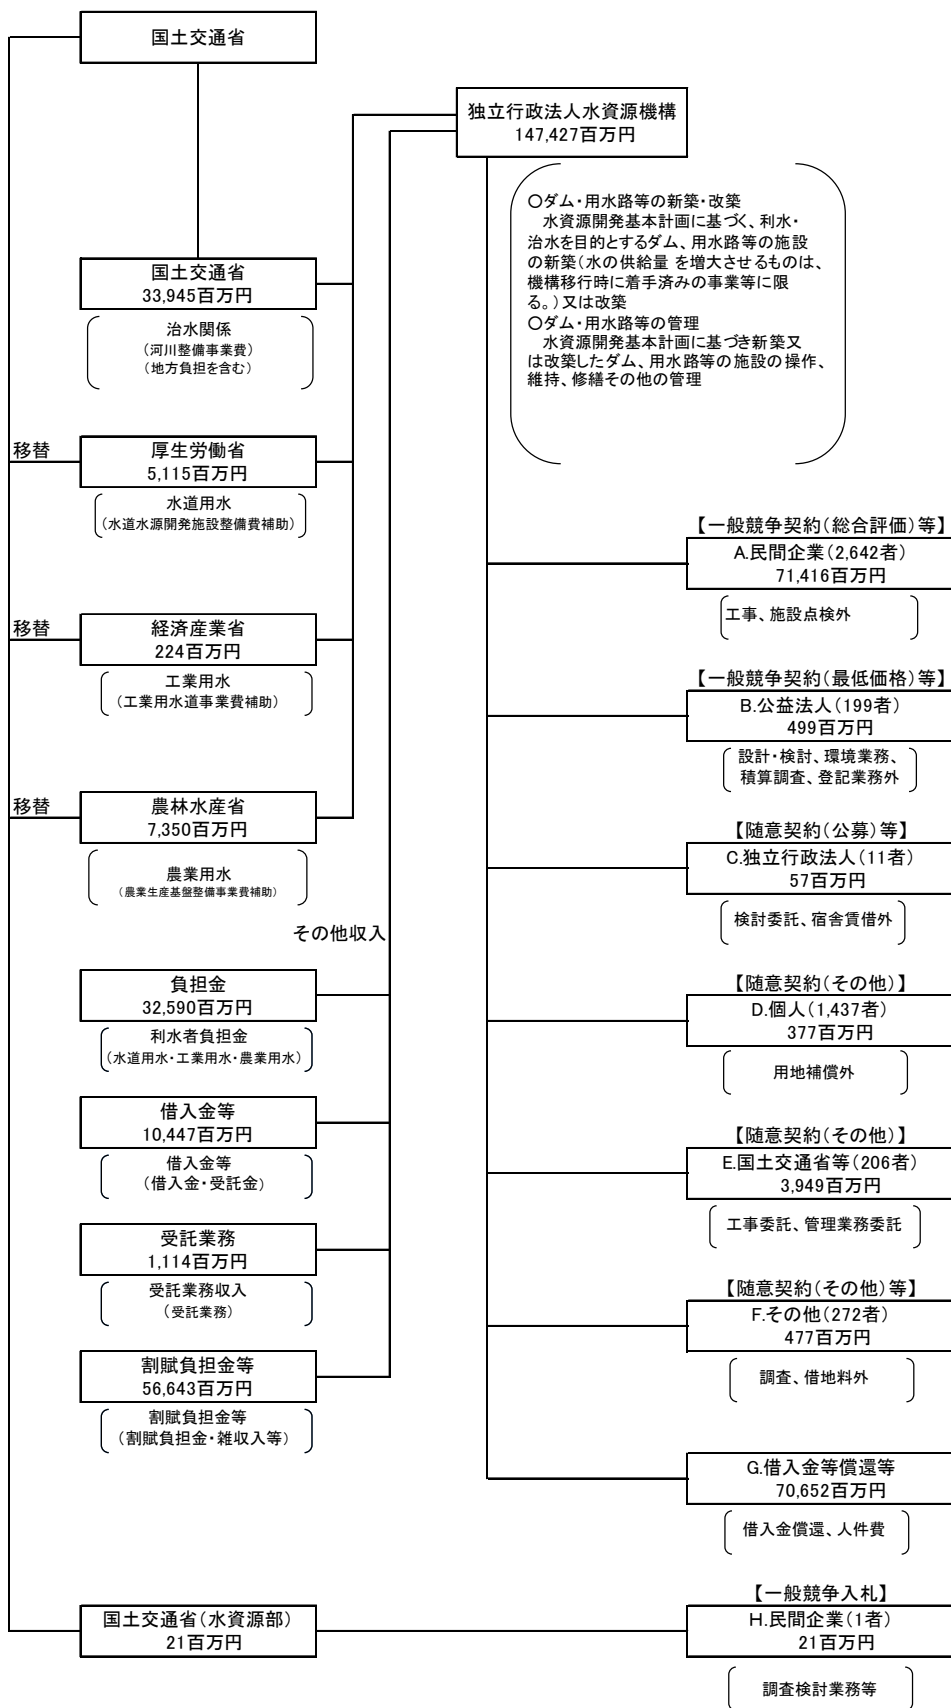 国土交通省
独立行政法人水資源機構
147,427百万円
○ダム・用水路等の新築・改築
水資源開発基本計画に基づく、利水・
治水を目的とするダム、用水路等の施設
の新築(水の供給量 を増大させるものは、
機構移行時に着手済みの事業等に限
る。)又は改築
○ダム・用水路等の管理
水資源開発基本計画に基づき新築又
は改築したダム、用水路等の施設の操作、
維持、修繕その他の管理
国土交通省
33,945百万円
治水関係
(河川整備事業費)
(地方負担を含む)
移替
厚生労働省
5,115百万円
水道用水
(水道水源開発施設整備費補助)
移替
経済産業省
224百万円
工業用水
(工業用水道事業費補助)
移替
農林水産省
7,350百万円
農業用水
(農業生産基盤整備事業費補助)
その他収入
負担金
32,590百万円
利水者負担金
(水道用水・工業用水・農業用水)
借入金等
10,447百万円
借入金等
(借入金・受託金)
受託業務
1,114百万円
受託業務収入
(受託業務)
割賦負担金等
56,643百万円
割賦負担金等
(割賦負担金・雑収入等)
【一般競争契約(総合評価)等】
A.民間企業(2,642者)
71,416百万円
工事、施設点検外
【一般競争契約(最低価格)等】
B.公益法人(199者)
499百万円
設計・検討、環境業務、
積算調査、登記業務外
【随意契約(公募)等】
C.独立行政法人(11者)
57百万円
検討委託、宿舎賃借外
【随意契約(その他)】
D.個人(1,437者)
377百万円
用地補償外
【随意契約(その他)】
E.国土交通省等(206者)
3,949百万円
工事委託、管理業務委託
【随意契約(その他)等】
F.その他(272者)
477百万円
調査、借地料外
G.借入金等償還等
70,652百万円
借入金償還、人件費
国土交通省(水資源部)
21百万円
【一般競争入札】
H.民間企業(1者)
21百万円
調査検討業務等